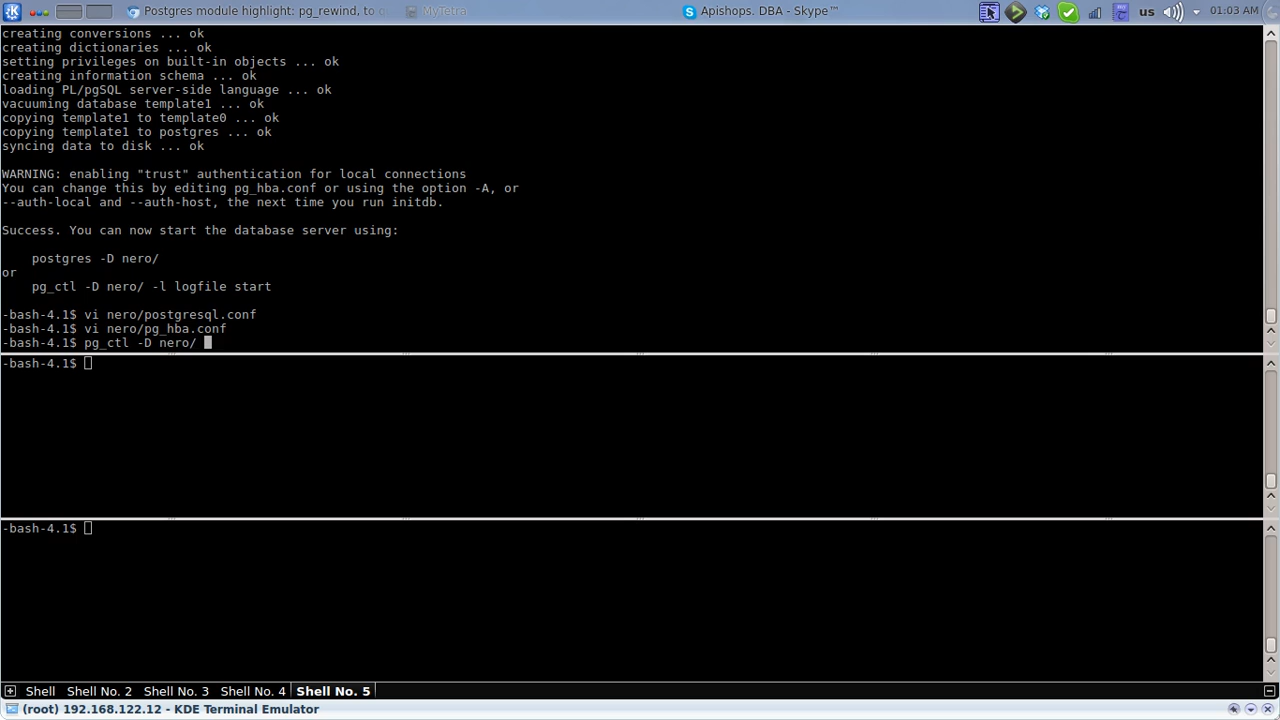 Postgres module highlight: pg_rewind, to o
MyTetra
Apishops. DBA - Skype™
us
01:03 AM
creating conversions ... ok
creating dictionaries ... ok
setting privileges on built-in objects ... ok
creating information schema ... ok
loading PL/pgSQL server-side language ... ok
vacuuming database template1 ... ok
copying template1 to template0 ... ok
copying template1 to postgres ... ok
syncing data to disk ... ok
WARNING: enabling "trust" authentication for local connections
You can change this by editing pg_hba.conf or using the option -A, or
--auth-local and --auth-host, the next time you run initdb.
Success. You can now start the database server using:
postgres -D nero/
or
pg_ctl -D nero/ -l logfile start
-bash-4.1$ vi nero/postgresql.conf
-bash-4.1$ vi nero/pg_hba.conf
-bash-4.1$ pg_ctl -D nero/
-bash-4.1$
-bash-4.1$
Shell
Shell No. 2
Shell No. 3
Shell No. 4
Shell No. 5
(root) 192.168.122.12 - KDE Terminal Emulator